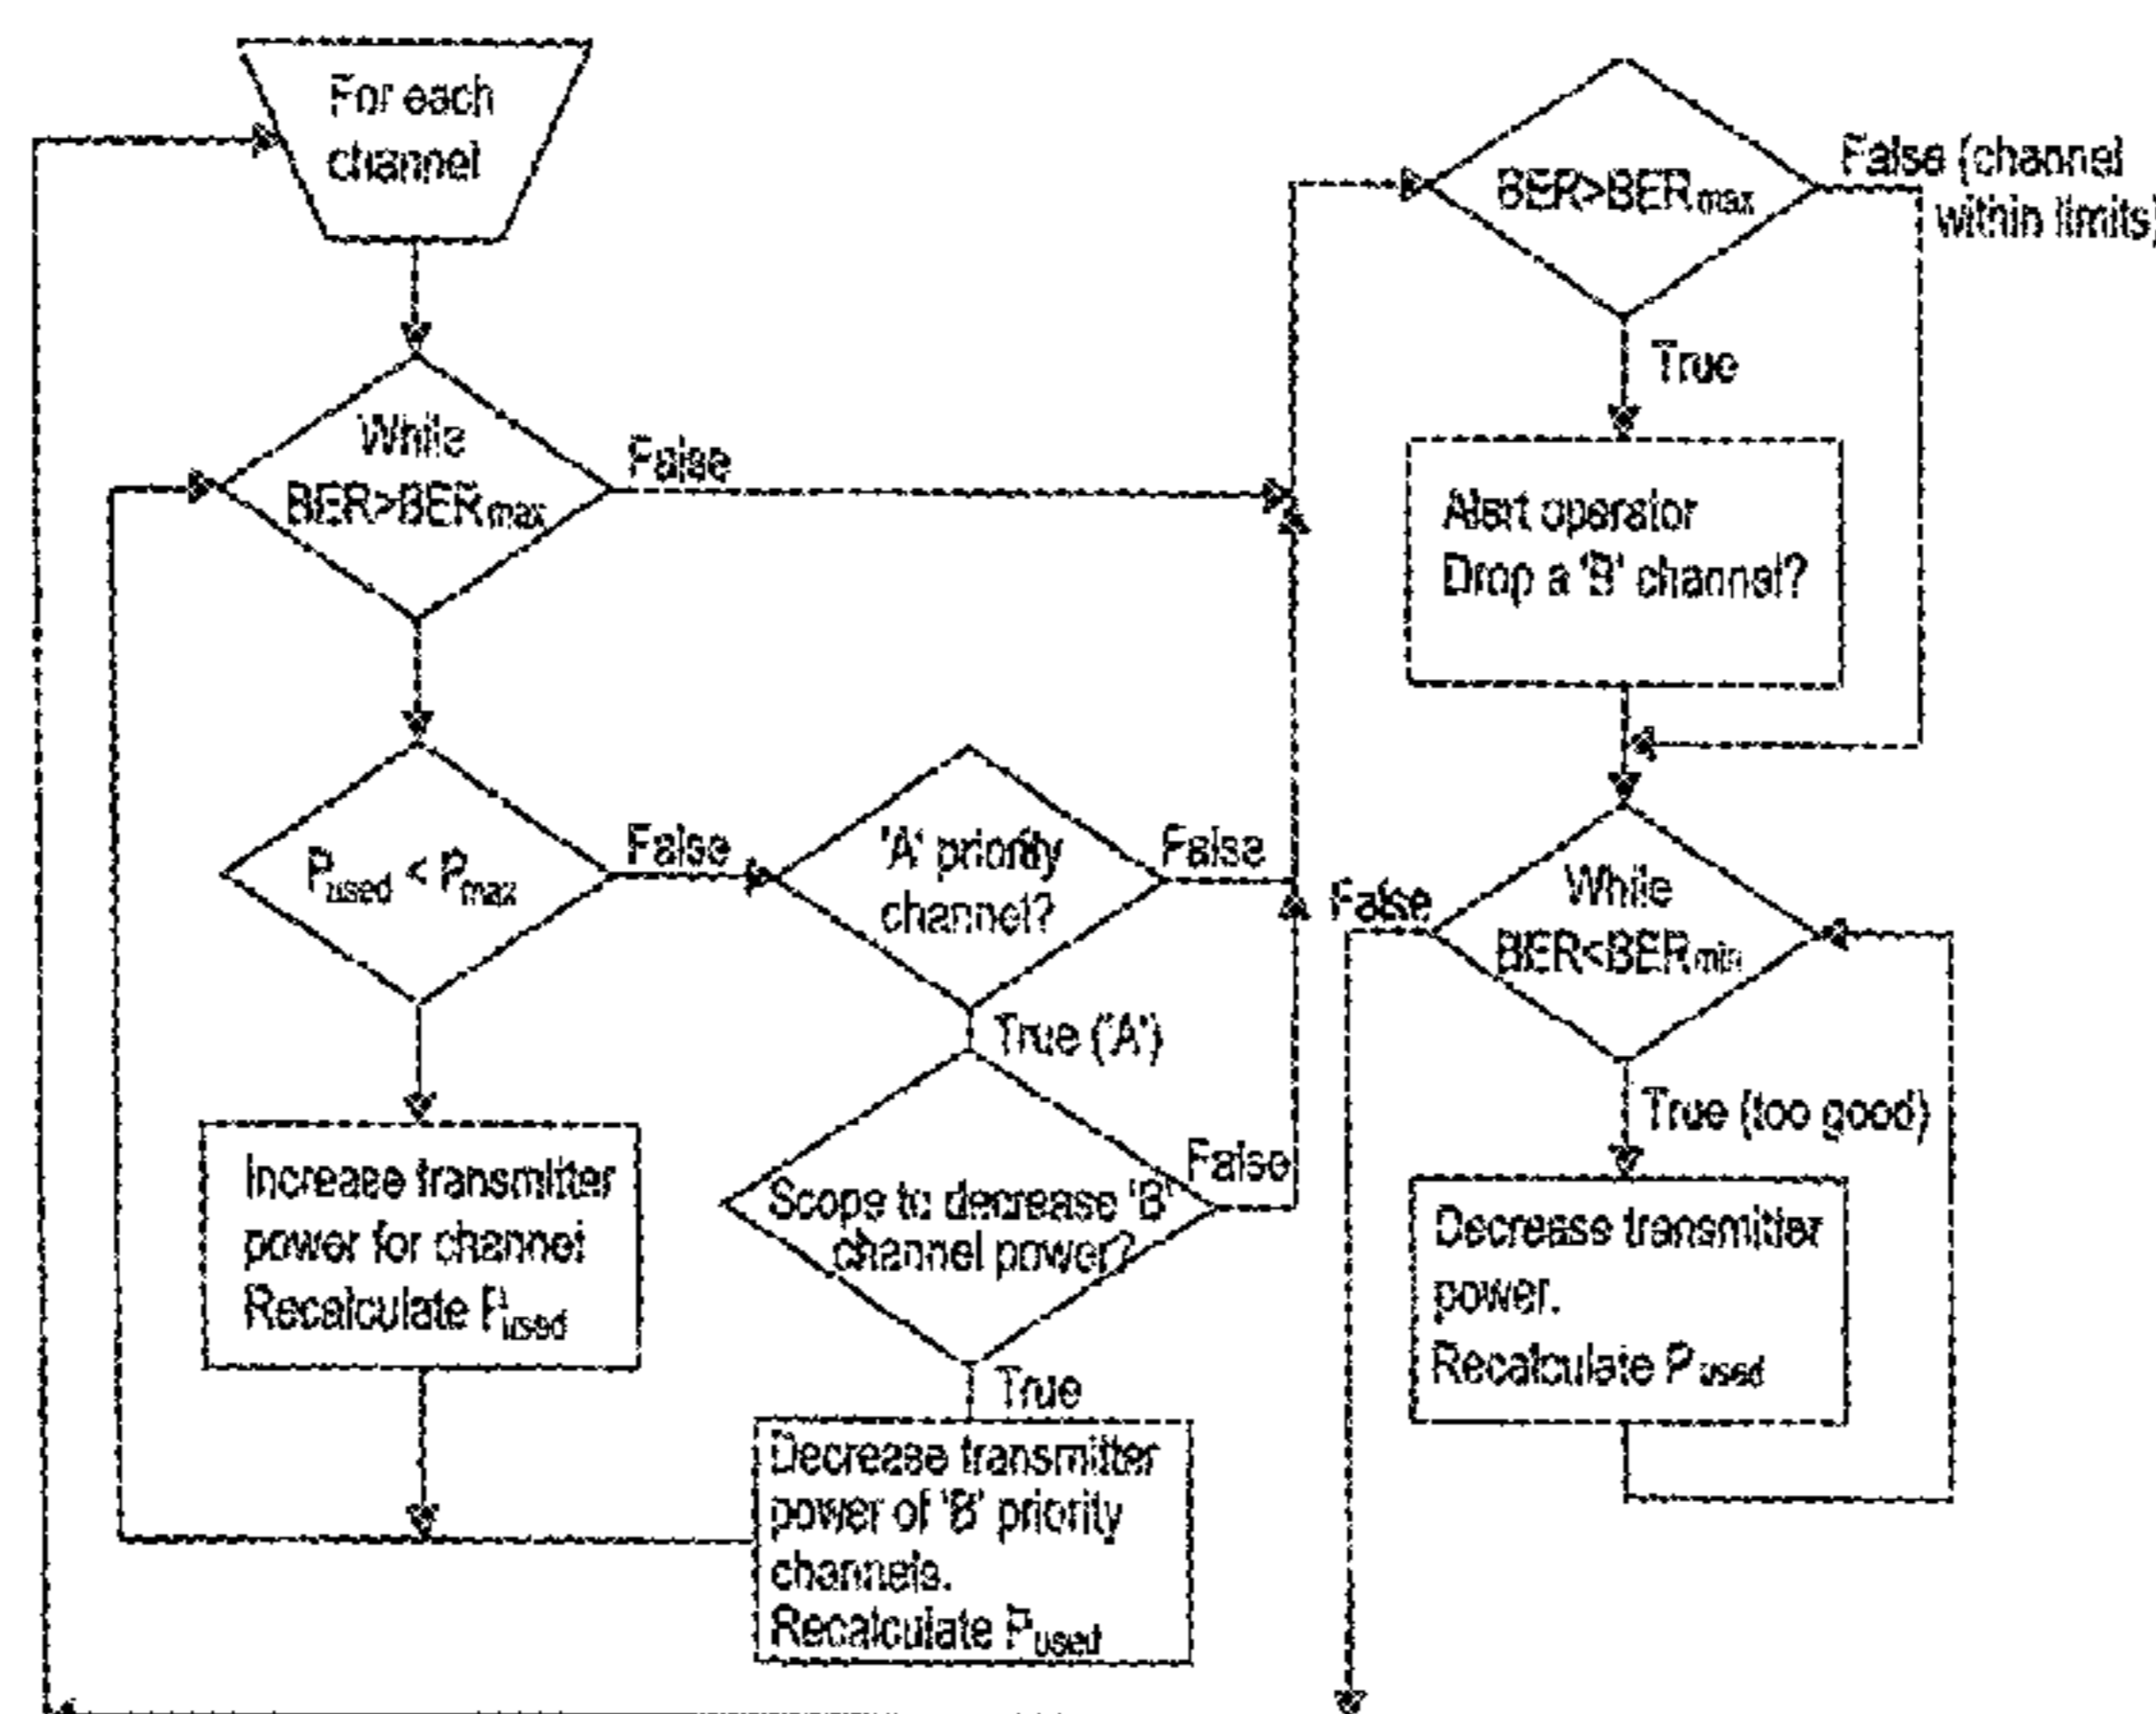 For each
channel
While
BER>BERmax
False
Pused < Pmax
False
'A' priority
channel?
False
True ('A')
Increase transmitter
power for channel
Recalculate Pused
Scope to decrease 'B'
channel power?
False
True
Decrease transmitter
power of 'B' priority
channels.
Recalculate Pused
BER>BERmax
False (channel
within limits)
True
Alert operator
Drop a 'B' channel?
While
BER<BERmin
False
True (too good)
Decrease transmitter
power.
Recalculate Pused